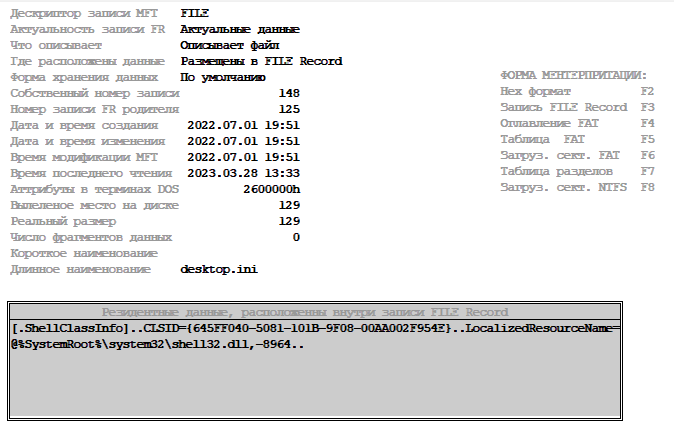 Дескриптор записи MFT FILE
Актуальность записи FR Актуальные данные
Что описывает Описывает файл
Где расположены данные Размещены в FILE Record
Форма хранения данных По умолчанию
Собственный номер записи 148
Номер записи FR родителя 125
Дата и время создания 2022.07.01 19:51
Дата и время изменения 2022.07.01 19:51
Время модификации MFT 2022.07.01 19:51
Время последнего чтения 2023.03.28 13:33
Аттрибуты в терминах DOS 2600000h
Вылеленое место на диске 129
Реальный размер 129
Число фрагментов данных 0
Короткое наименование
Длинное наименование desktop.ini
ФОРМА МЕНТЕРПРИТАЦИИ:
Hex формат F2
Запись FILE Record F3
Оплавление FAT F4
Таблица FAT F5
Загруз. сект. FAT F6
Таблица разделов F7
Загруз. сект. NTFS F8
Резидентные данные, расположенны внутри записи FILE Record
[.ShellClassInfo]..CLSID={645FF040-5081-101B-9F08-00AA002F954E}..LocalizedResourceName=
@%SystemRoot%\system32\shell32.dll,-8964..